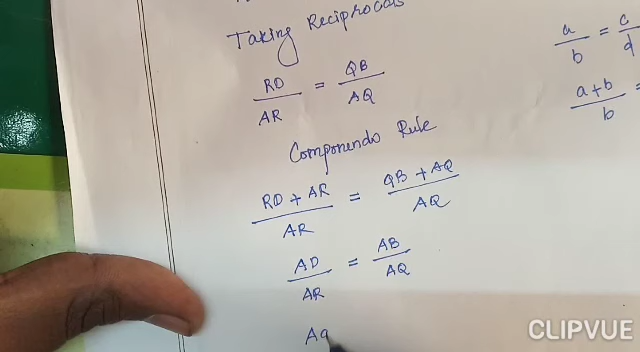 Taking Reciprocals
RD/AR = QB/AQ
Componendo Rule
RD + AR/AR = QB + AQ/AQ
AD/AR = AB/AQ
a/b = c/d
a+b/b =
CLIPVUE